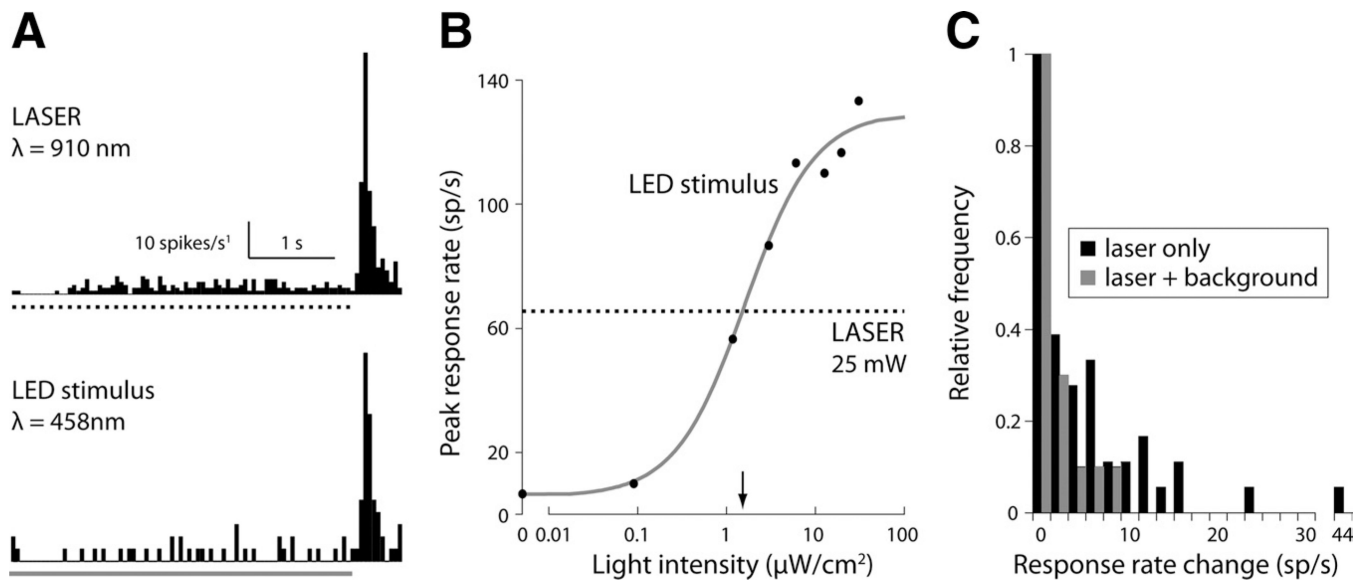 A
LASER
λ = 910 nm
10 spikes/s¹
1 s
LED stimulus
λ = 458nm
B
Peak response rate (sp/s)
140
100
60
20
0
LED stimulus
LASER
25 mW
0
0.01
0.1
1
10
100
Light intensity (μW/cm²)
C
Relative frequency
1
0.8
0.6
0.4
0.2
0
laser only
laser + background
0
10
20
30
44
Response rate change (sp/s)